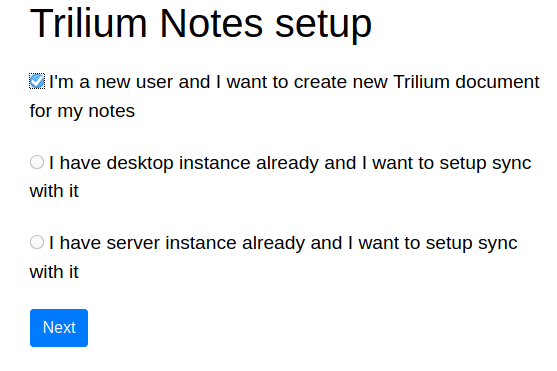 Trilium Notes setup
I'm a new user and I want to create new Trilium document
for my notes
I have desktop instance already and I want to setup sync
with it
I have server instance already and I want to setup sync
with it
Next